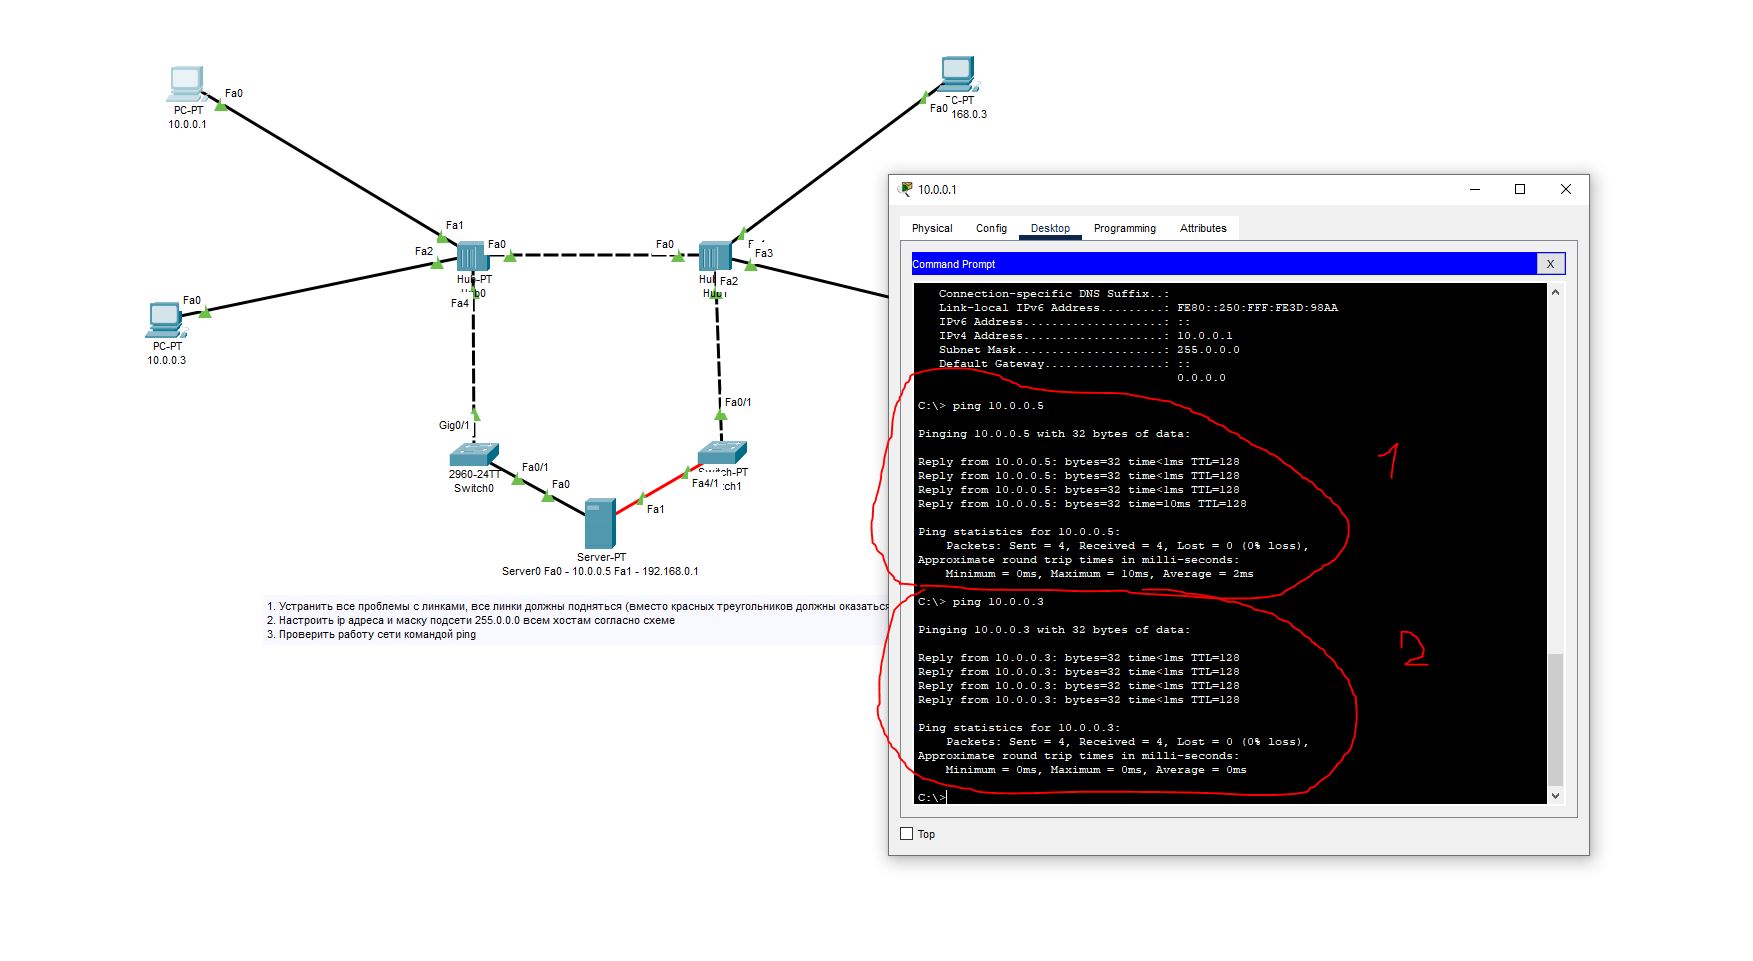 Fa0
PC-PT
10.0.0.1
Fa0
PC-PT
10.0.0.3
Fa1
Fa2
Fa0
Fa4
Fa0
Fa3
Fa2
Fa0
168.0.3
Gig0/1
2960-24TT
Switch0
Fa0/1
Fa0
Fa0/1
Fa4/1
Fa1
Server-PT
Server0 Fa0 - 10.0.0.5 Fa1 - 192.168.0.1
1. Устранить все проблемы с линками, все линки должны подняться (вместо красных треугольников должны оказаться
2. Настроить ip адреса и маску подсети 255.0.0.0 всем хостам согласно схеме
3. Проверить работу сети командой ping
10.0.0.1
Physical Config Desktop Programming Attributes
Command Prompt X
Connection-specific DNS Suffix..:
Link-local IPv6 Address.........: FE80::250:FFF:FE3D:98AA
IPv6 Address....................: ::
IPv4 Address....................: 10.0.0.1
Subnet Mask.....................: 255.0.0.0
Default Gateway.................: ::
0.0.0.0
C:\> ping 10.0.0.5
Pinging 10.0.0.5 with 32 bytes of data:
Reply from 10.0.0.5: bytes=32 time<1ms TTL=128
Reply from 10.0.0.5: bytes=32 time<1ms TTL=128
Reply from 10.0.0.5: bytes=32 time<1ms TTL=128
Reply from 10.0.0.5: bytes=32 time=10ms TTL=128
Ping statistics for 10.0.0.5:
Packets: Sent = 4, Received = 4, Lost = 0 (0% loss),
Approximate round trip times in milli-seconds:
Minimum = 0ms, Maximum = 10ms, Average = 2ms
1
C:\> ping 10.0.0.3
Pinging 10.0.0.3 with 32 bytes of data:
Reply from 10.0.0.3: bytes=32 time<1ms TTL=128
Reply from 10.0.0.3: bytes=32 time<1ms TTL=128
Reply from 10.0.0.3: bytes=32 time<1ms TTL=128
Reply from 10.0.0.3: bytes=32 time<1ms TTL=128
Ping statistics for 10.0.0.3:
Packets: Sent = 4, Received = 4, Lost = 0 (0% loss),
Approximate round trip times in milli-seconds:
Minimum = 0ms, Maximum = 0ms, Average = 0ms
2
C:\>
Top